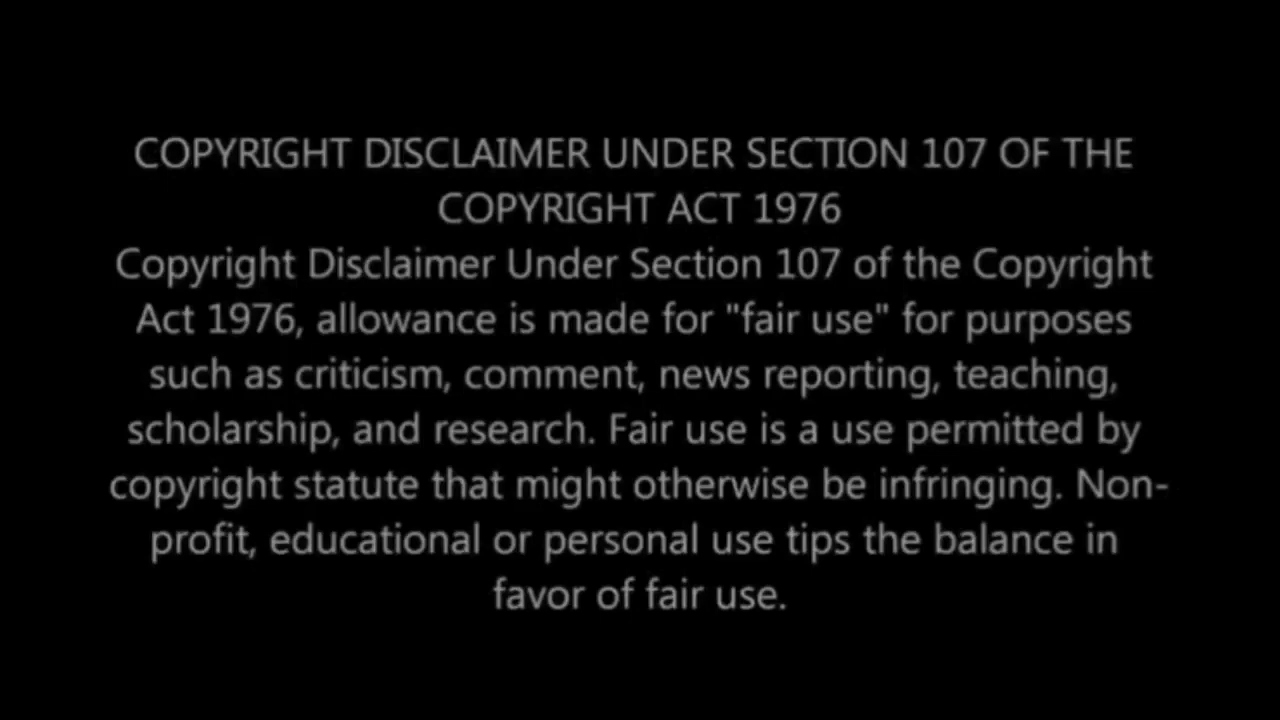 COPYRIGHT DISCLAIMER UNDER SECTION 107 OF THE
COPYRIGHT ACT 1976
Copyright Disclaimer Under Section 107 of the Copyright
Act 1976, allowance is made for "fair use" for purposes
such as criticism, comment, news reporting, teaching,
scholarship, and research. Fair use is a use permitted by
copyright statute that might otherwise be infringing. Non-
profit, educational or personal use tips the balance in
favor of fair use.